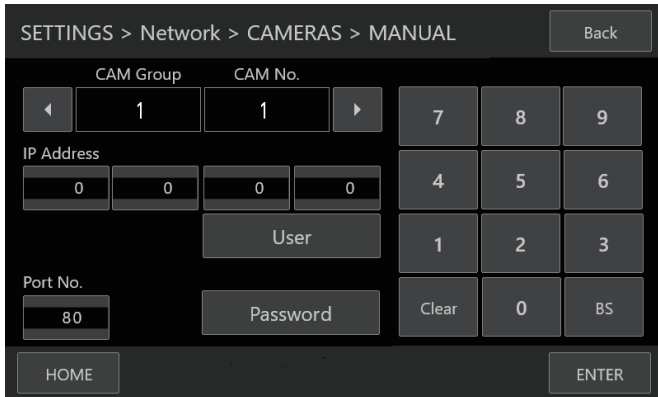 SETTINGS > Network > CAMERAS > MANUAL
Back
CAM Group
CAM No.
1
1
IP Address
0
0
0
0
User
Port No.
80
Password
7
8
9
4
5
6
1
2
3
Clear
0
BS
HOME
ENTER